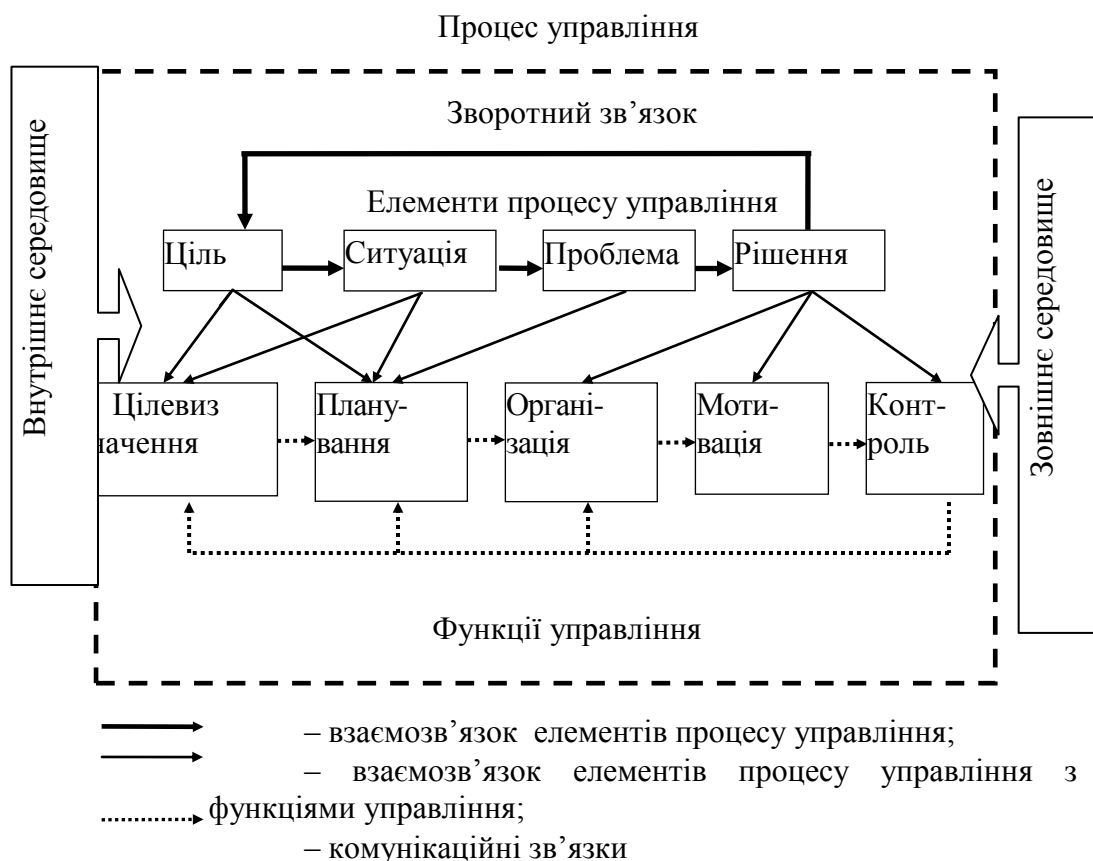 Процес управління
Внутрішнє середовище
Зворотний зв’язок
Елементи процесу управління
Ціль
Ситуація
Проблема
Рішення
Зовнішнє середовище
Цілевиз
начення
Плану-
вання
Органі-
зація
Моти-
вація
Конт-
роль
Функції управління
– взаємозв’язок елементів процесу управління;
– взаємозв’язок елементів процесу управління з
функціями управління;
– комунікаційні зв’язки